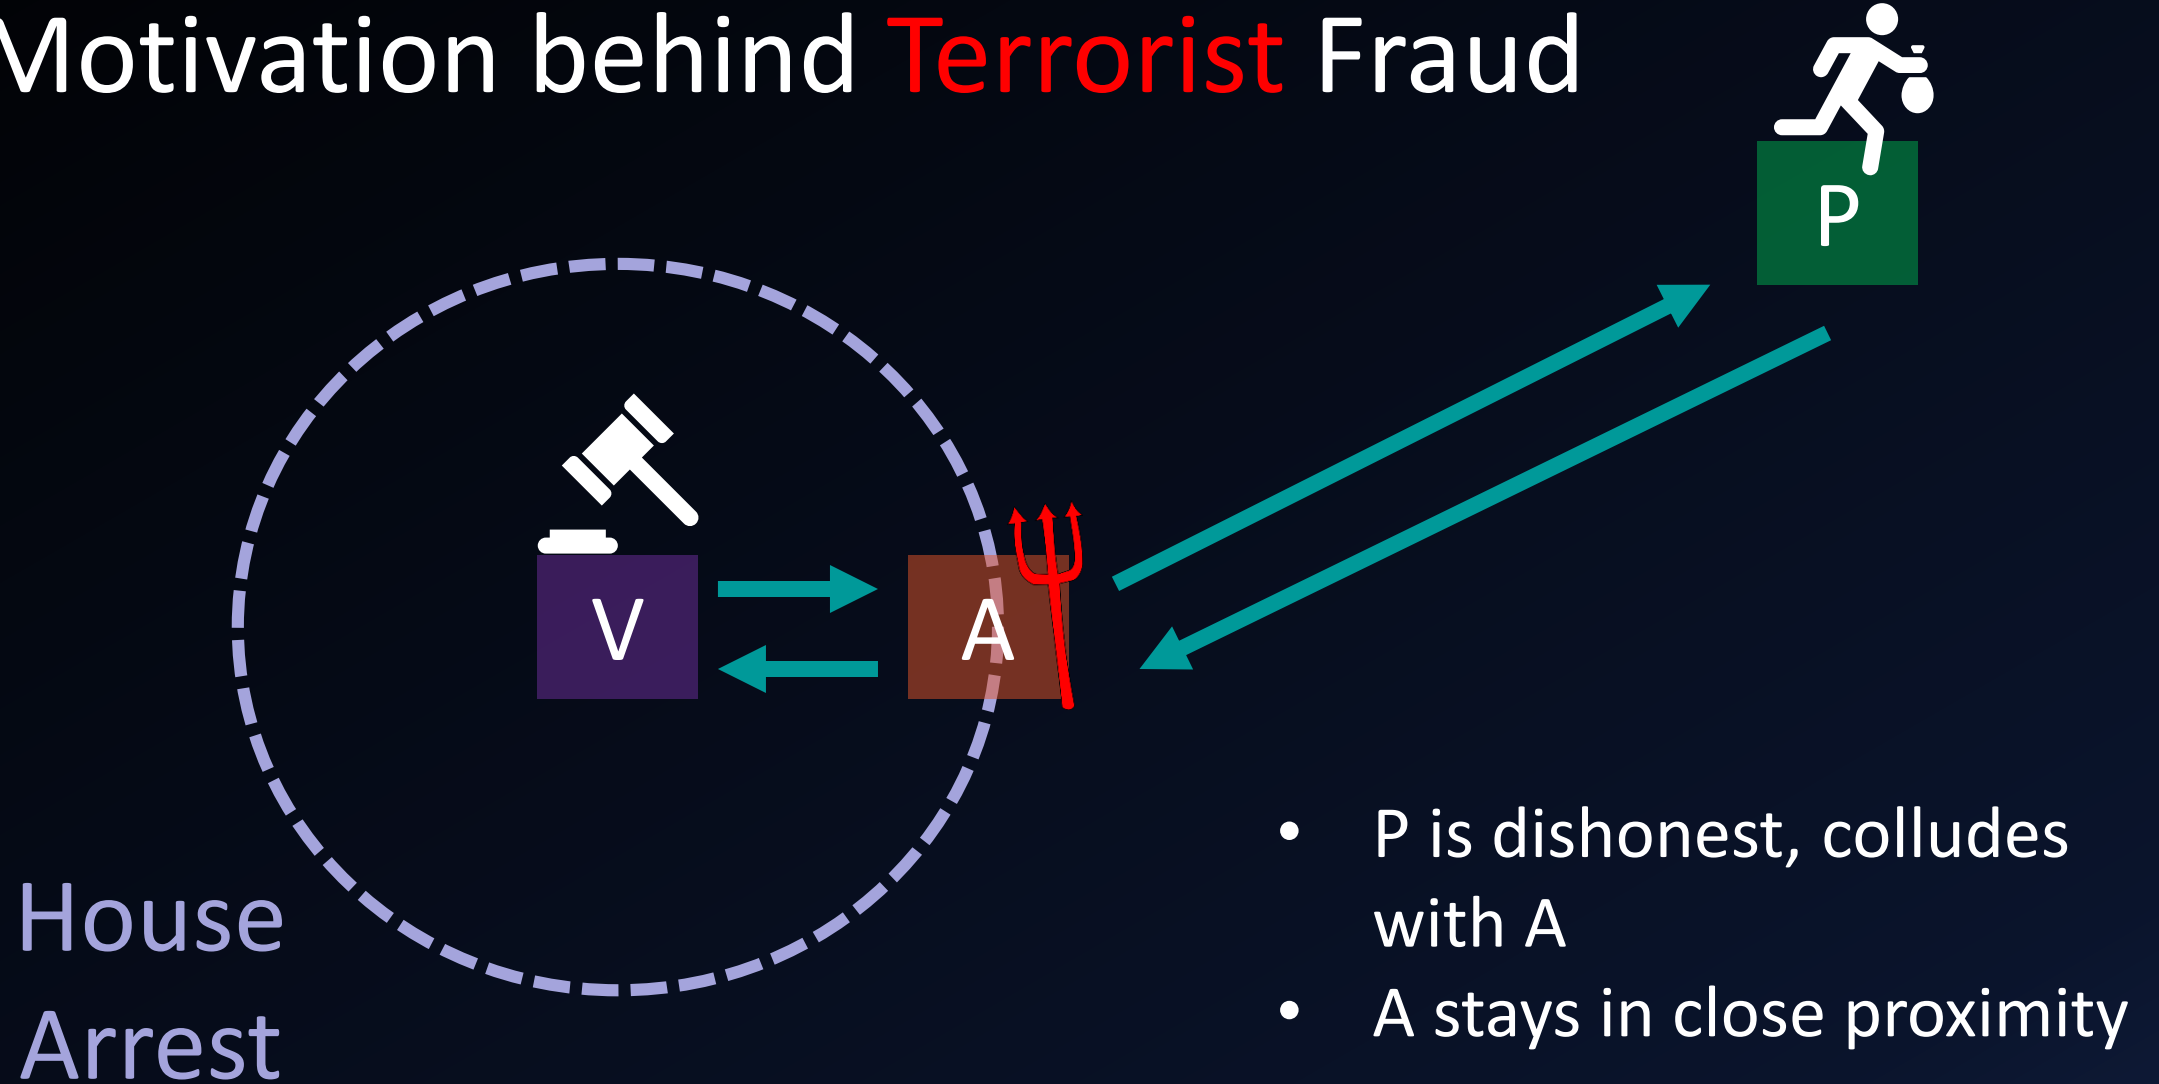 Motivation behind Terrorist Fraud
P
V
A
House
Arrest
• P is dishonest, colludes
with A
• A stays in close proximity